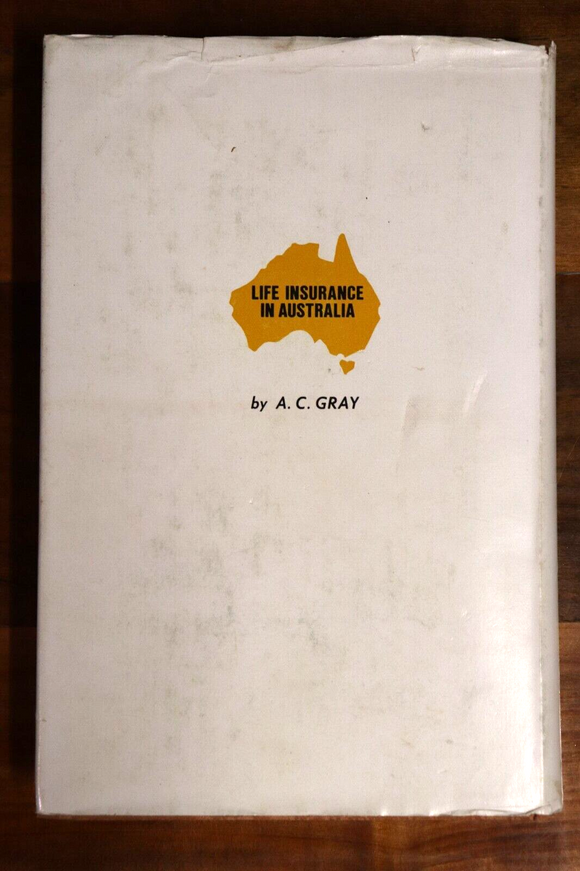 LIFE INSURANCE
IN AUSTRALIA
by A. C. GRAY